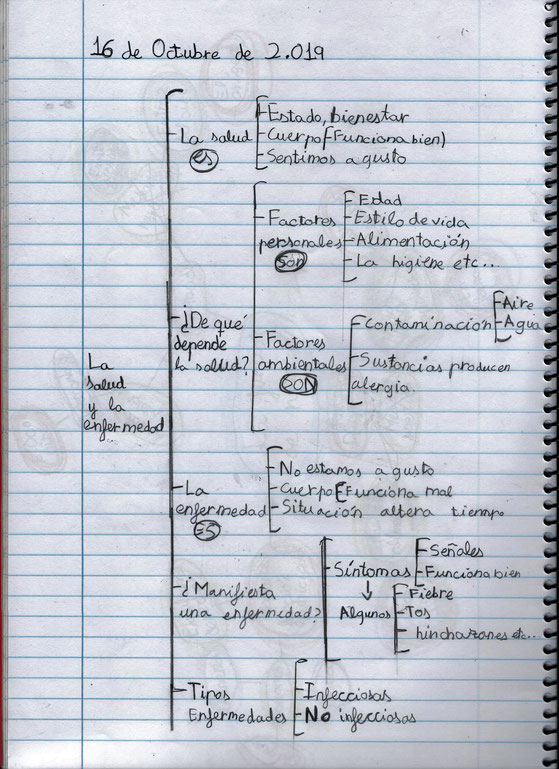 16 de Octubre de 2.019
La
salud
y la
enfermedad
La salud
es
Estado, bienestar
Cuerpo [Funciona bien)
Sentimos a gusto
¿De qué
depende
la salud?
Factores
personales
son
Edad
Estilo de vida
Alimentación
La higiene etc...
Factores
ambientales
SON
Contaminación
Aire
Agua
Sustancias producen
alergia.
La
enfermedad
ES
No estamos a gusto
Cuerpo [Funciona mal
Situación altera tiempo
¿Manifiesta
una enfermedad?
Síntomas
Señales
Funciona bien
Algunos
Fiebre
Tos
hinchazones etc...
Tipos
Enfermedades
Infecciosas
No infecciosas